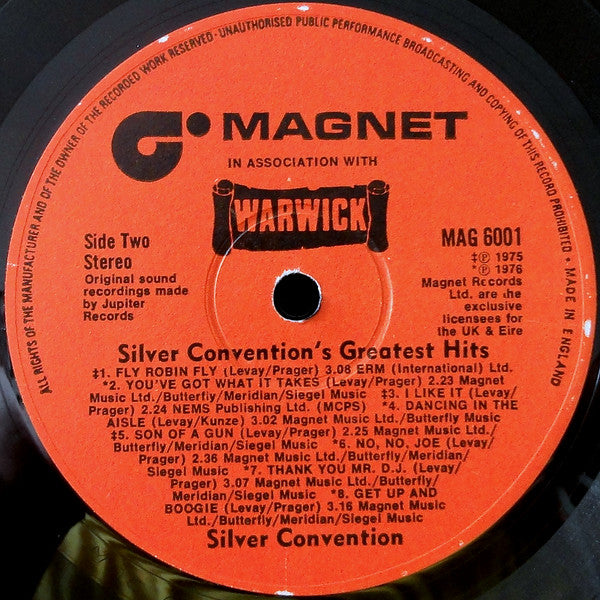 ALL RIGHTS OF THE MANUFACTURER AND OF THE OWNER OF THE RECORDED WORK RESERVED · UNAUTHORISED PUBLIC PERFORMANCE BROADCASTING AND COPYING OF THIS RECORD PROHIBITED • MADE IN ENGLAND
MAGNET
IN ASSOCIATION WITH
WARWICK
Side Two
Stereo
Original sound
recordings made
by Jupiter
Records
MAG 6001
‡℗ 1975
*℗ 1976
Magnet Records
Ltd. are the
exclusive
licensees for
the UK & Eire
Silver Convention's Greatest Hits
‡1. FLY ROBIN FLY (Levay/Prager) 3.08 ERM (International) Ltd.
*2. YOU'VE GOT WHAT IT TAKES (Levay/Prager) 2.23 Magnet
Music Ltd./Butterfly/Meridian/Siegel Music ‡3. I LIKE IT (Levay/
Prager) 2.24 NEMS Publishing Ltd. (MCPS) *4. DANCING IN THE
AISLE (Levay/Kunze) 3.02 Magnet Music Ltd./Butterfly/Meridian
‡5. SON OF A GUN (Levay/Prager) 2.25 Magnet Music Ltd./
Butterfly/Meridian/Siegel Music *6. NO, NO, JOE (Levay/
Prager) 2.36 Magnet Music Ltd./Butterfly/Meridian/
Siegel Music *7. THANK YOU MR. D.J. (Levay/
Prager) 3.07 Magnet Music Ltd./Butterfly/
Meridian/Siegel Music *8. GET UP AND
BOOGIE (Levay/Prager) 3.16 Magnet Music
Ltd./Butterfly/Meridian/Siegel Music
Silver Convention